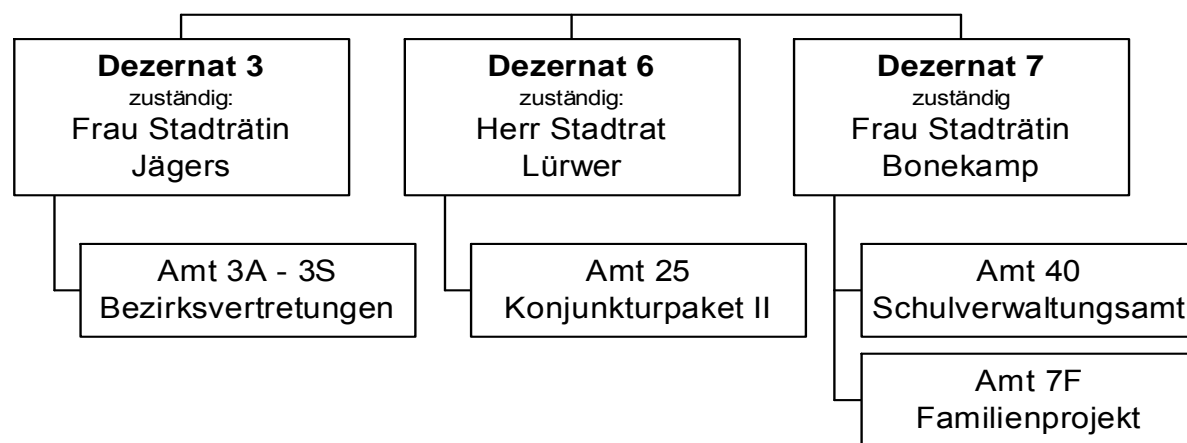 Dezernat 3
zuständig:
Frau Stadträtin
Jägers
Dezernat 6
zuständig:
Herr Stadtrat
Lürwer
Dezernat 7
zuständig
Frau Stadträtin
Bonekamp
Amt 3A - 3S
Bezirksvertretungen
Amt 25
Konjunkturpaket II
Amt 40
Schulverwaltungsamt
Amt 7F
Familienprojekt